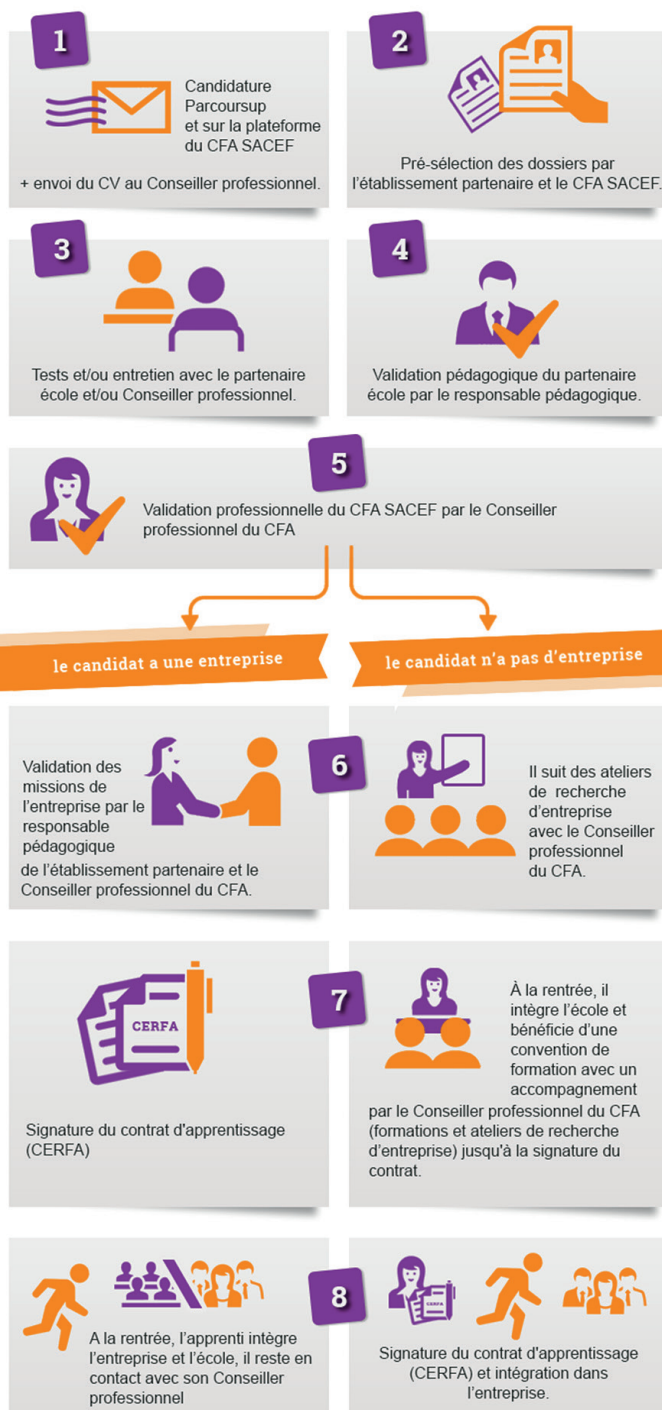 1
Candidature
Parcoursup
et sur la plateforme
du CFA SACEF
+ envoi du CV au Conseiller professionnel.
2
Pré-sélection des dossiers par
l'établissement partenaire et le CFA SACEF.
3
Tests et/ou entretien avec le partenaire
école et/ou Conseiller professionnel.
4
Validation pédagogique du partenaire
école par le responsable pédagogique.
5
Validation professionnelle du CFA SACEF par le Conseiller
professionnel du CFA
le candidat a une entreprise
le candidat n'a pas d'entreprise
6
Validation des
missions de
l'entreprise par le
responsable
pédagogique
de l'établissement partenaire et le
Conseiller professionnel du CFA.
Il suit des ateliers
de recherche
d'entreprise
avec le Conseiller
professionnel
du CFA.
7
CERFA
Signature du contrat d'apprentissage
(CERFA)
À la rentrée, il
intègre l'école et
bénéficie d'une
convention de
formation avec un
accompagnement
par le Conseiller professionnel du CFA
(formations et ateliers de recherche
d'entreprise) jusqu'à la signature du
contrat.
8
A la rentrée, l'apprenti intègre
l'entreprise et l'école, il reste en
contact avec son Conseiller
professionnel
CERFA
Signature du contrat d'apprentissage
(CERFA) et intégration dans
l'entreprise.